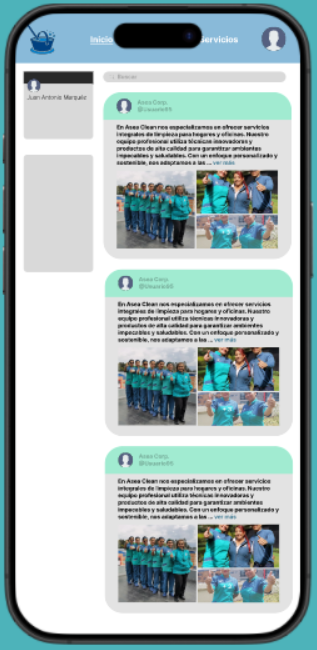 Inicio
Servicios
Juan Antonio Marquéz
Buscar
Asea Corp.
@Usuario65
En Asea Clean nos especializamos en ofrecer servicios
integrales de limpieza para hogares y oficinas. Nuestro
equipo profesional utiliza técnicas innovadoras y
productos de alta calidad para garantizar ambientes
impecables y saludables. Con un enfoque personalizado y
sostenible, nos adaptamos a las ... ver más
Asea Corp.
@Usuario65
En Asea Clean nos especializamos en ofrecer servicios
integrales de limpieza para hogares y oficinas. Nuestro
equipo profesional utiliza técnicas innovadoras y
productos de alta calidad para garantizar ambientes
impecables y saludables. Con un enfoque personalizado y
sostenible, nos adaptamos a las ... ver más
Asea Corp.
@Usuario65
En Asea Clean nos especializamos en ofrecer servicios
integrales de limpieza para hogares y oficinas. Nuestro
equipo profesional utiliza técnicas innovadoras y
productos de alta calidad para garantizar ambientes
impecables y saludables. Con un enfoque personalizado y
sostenible, nos adaptamos a las ... ver más